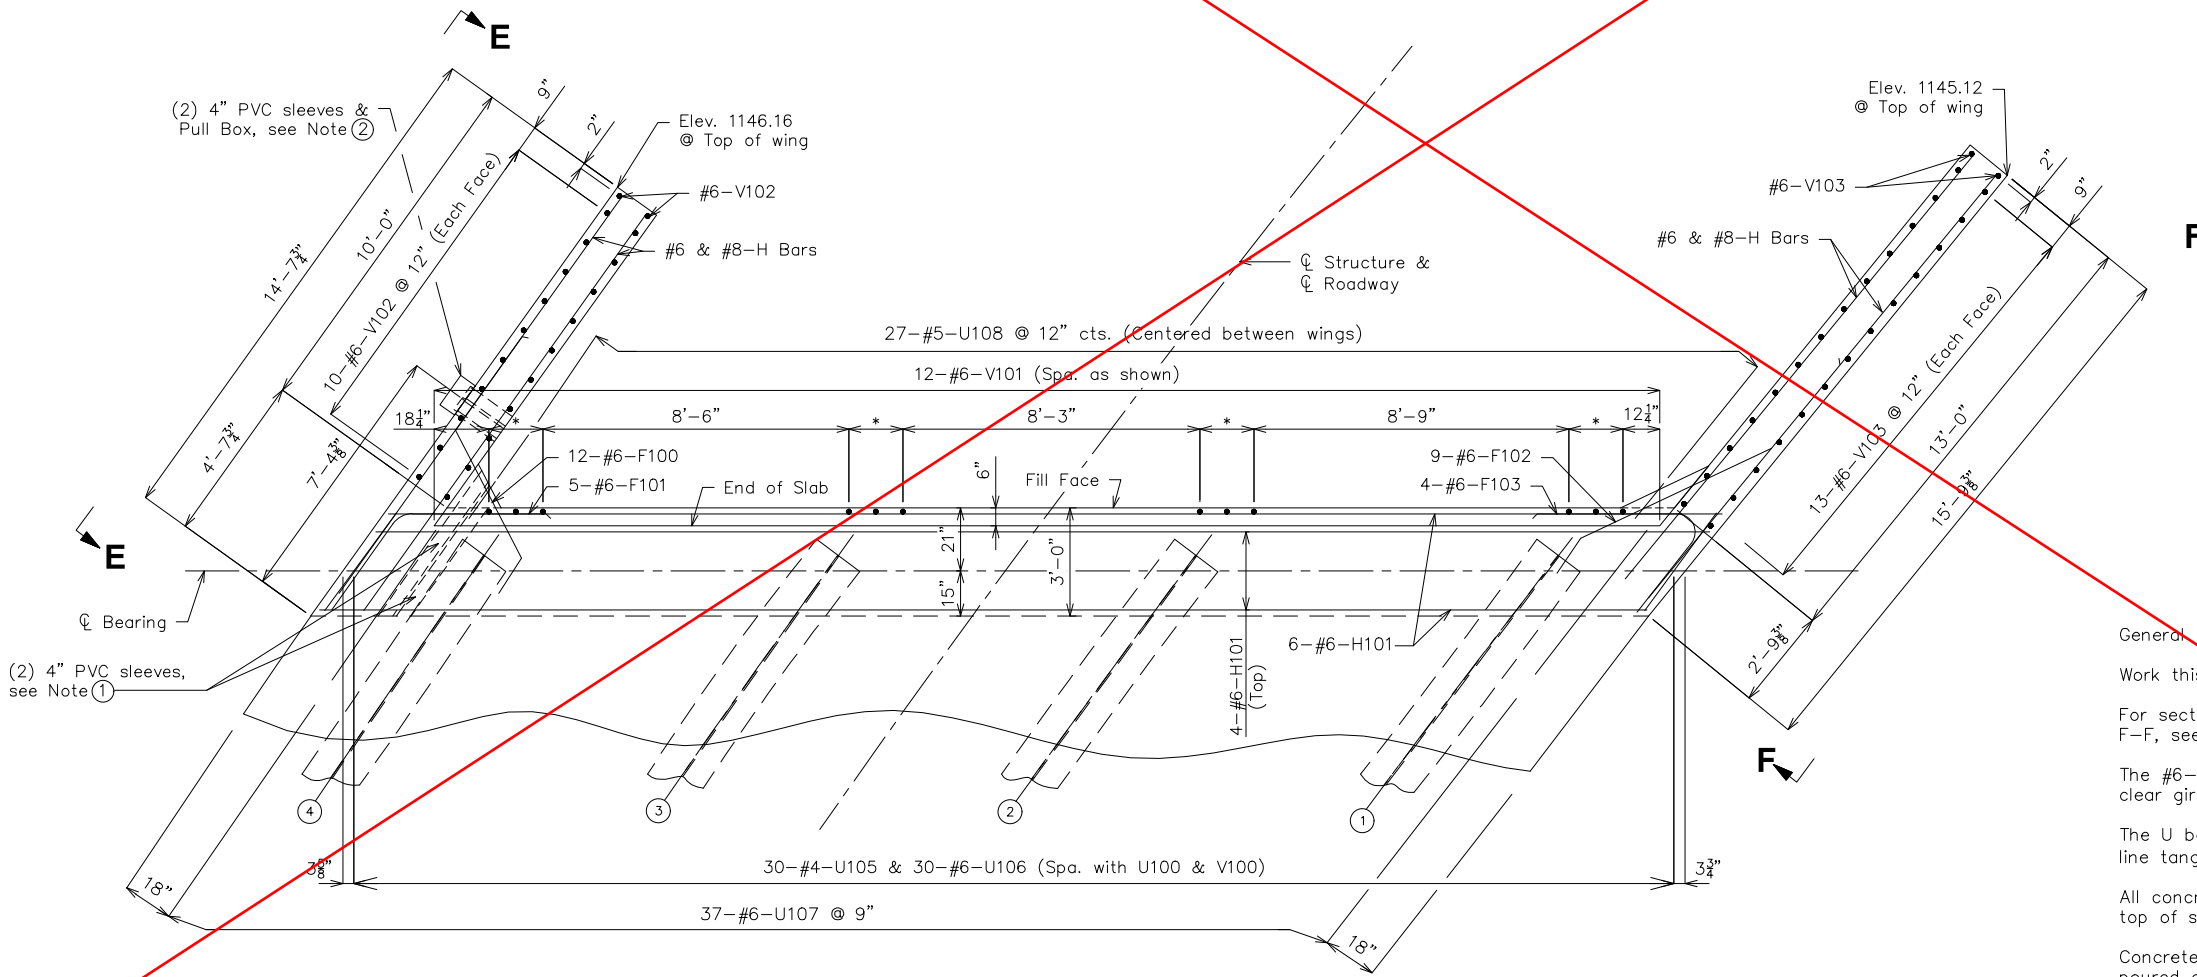 E
(2) 4" PVC sleeves &
Pull Box, see Note 2
9"
2"
Elev. 1146.16
@ Top of wing
#6-V102
#6 & #8-H Bars
14'-7¾"
10'-0"
10-#6-V102 @ 12" (Each Face)
4'-7¾"
7'-4⅜"
E
℄ Structure &
℄ Roadway
Elev. 1145.12
@ Top of wing
#6-V103
#6 & #8-H Bars
2"
9"
F
27-#5-U108 @ 12" cts. (Centered between wings)
12-#6-V101 (Spa. as shown)
18¼"
*
8'-6"
*
8'-3"
*
8'-9"
*
12¼"
12-#6-F100
5-#6-F101
End of Slab
6"
Fill Face
9-#6-F102
4-#6-F103
13-#6-V103 @ 12" (Each Face)
13'-0"
15'-9⅜"
2'-9⅜"
21"
15"
3'-0"
℄ Bearing
(2) 4" PVC sleeves,
see Note 1
4-#6-H101
(Top)
6-#6-H101
F
4
3
2
1
3⅝"
30-#4-U105 & 30-#6-U106 (Spa. with U100 & V100)
3¾"
18"
37-#6-U107 @ 9"
18"
General
Work this
For sect
F-F, see
The #6-
clear gir
The U b
line tang
All concr
top of s
Concrete
poured